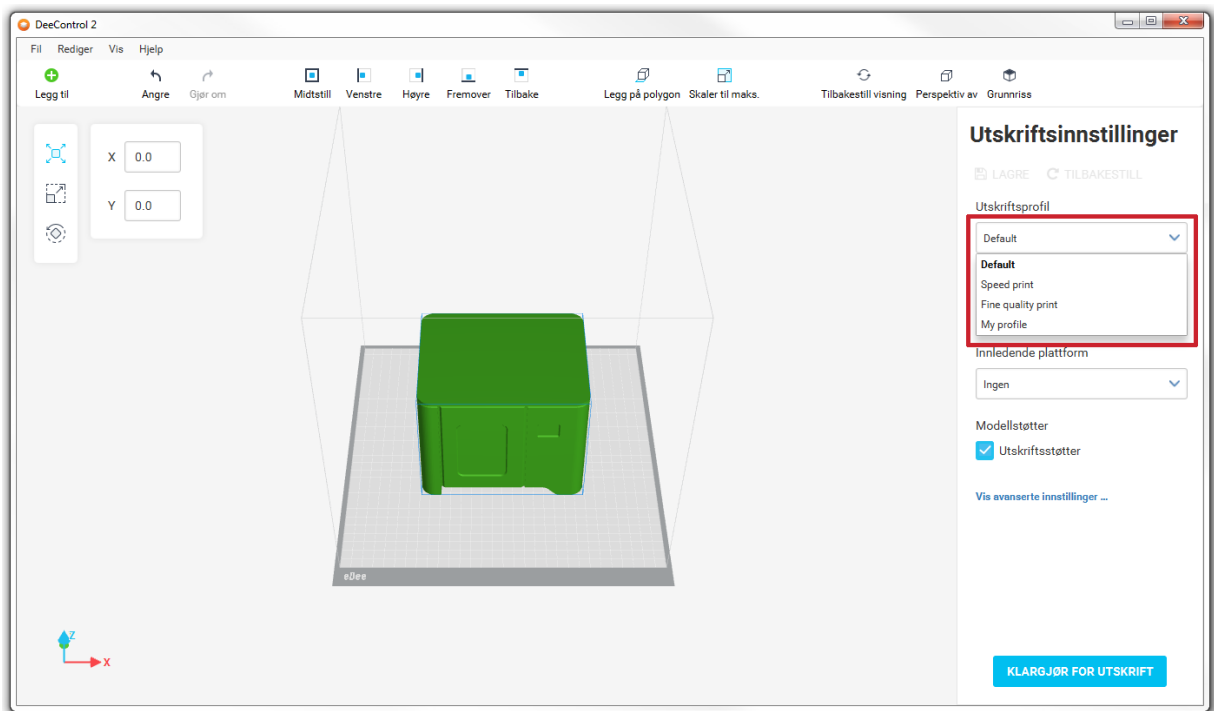 DeeControl 2
Fil Rediger Vis Hjelp
Legg til Angre Gjør om Midtstill Venstre Høyre Fremover Tilbake Legg på polygon Skaler til maks. Tilbakestill visning Perspektiv av Grunnriss
Utskriftsinnstillinger
LAGRE TILBAKESTILL
X 0.0
Y 0.0
Utskriftsprofil
Default
Default
Speed print
Fine quality print
My profile
Innledende plattform
Ingen
Modellstøtter
Utskriftsstøtter
Vis avanserte innstillinger ...
eDee
Z
X
KLARGJØR FOR UTSKRIFT